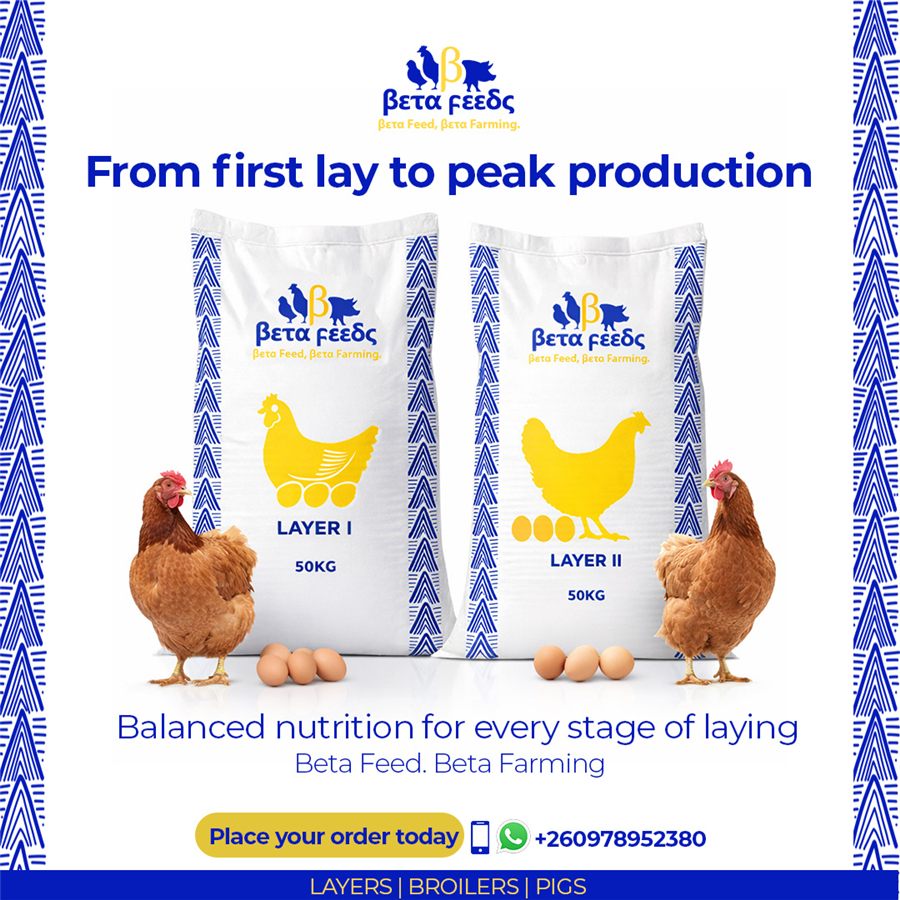 β
βετα ϝεεδς
βετα Feed, βετα Farming.
From first lay to peak production
β
βετα ϝεεδς
βετα Feed, βετα Farming.
LAYER I
50KG
β
βετα ϝεεδς
βετα Feed, βετα Farming.
LAYER II
50KG
Balanced nutrition for every stage of laying
Beta Feed. Beta Farming
Place your order today +260978952380
LAYERS | BROILERS | PIGS